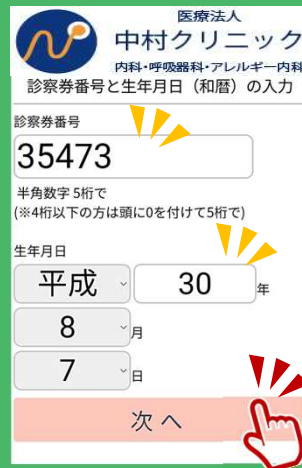 医療法人
中村クリニック
内科・呼吸器科・アレルギー内科
診察券番号と生年月日（和暦）の入力
診察券番号
35473
半角数字 5桁で
(※4桁以下の方は頭に0を付けて5桁で)
生年月日
平成 30 年
8 月
7 日
次へ